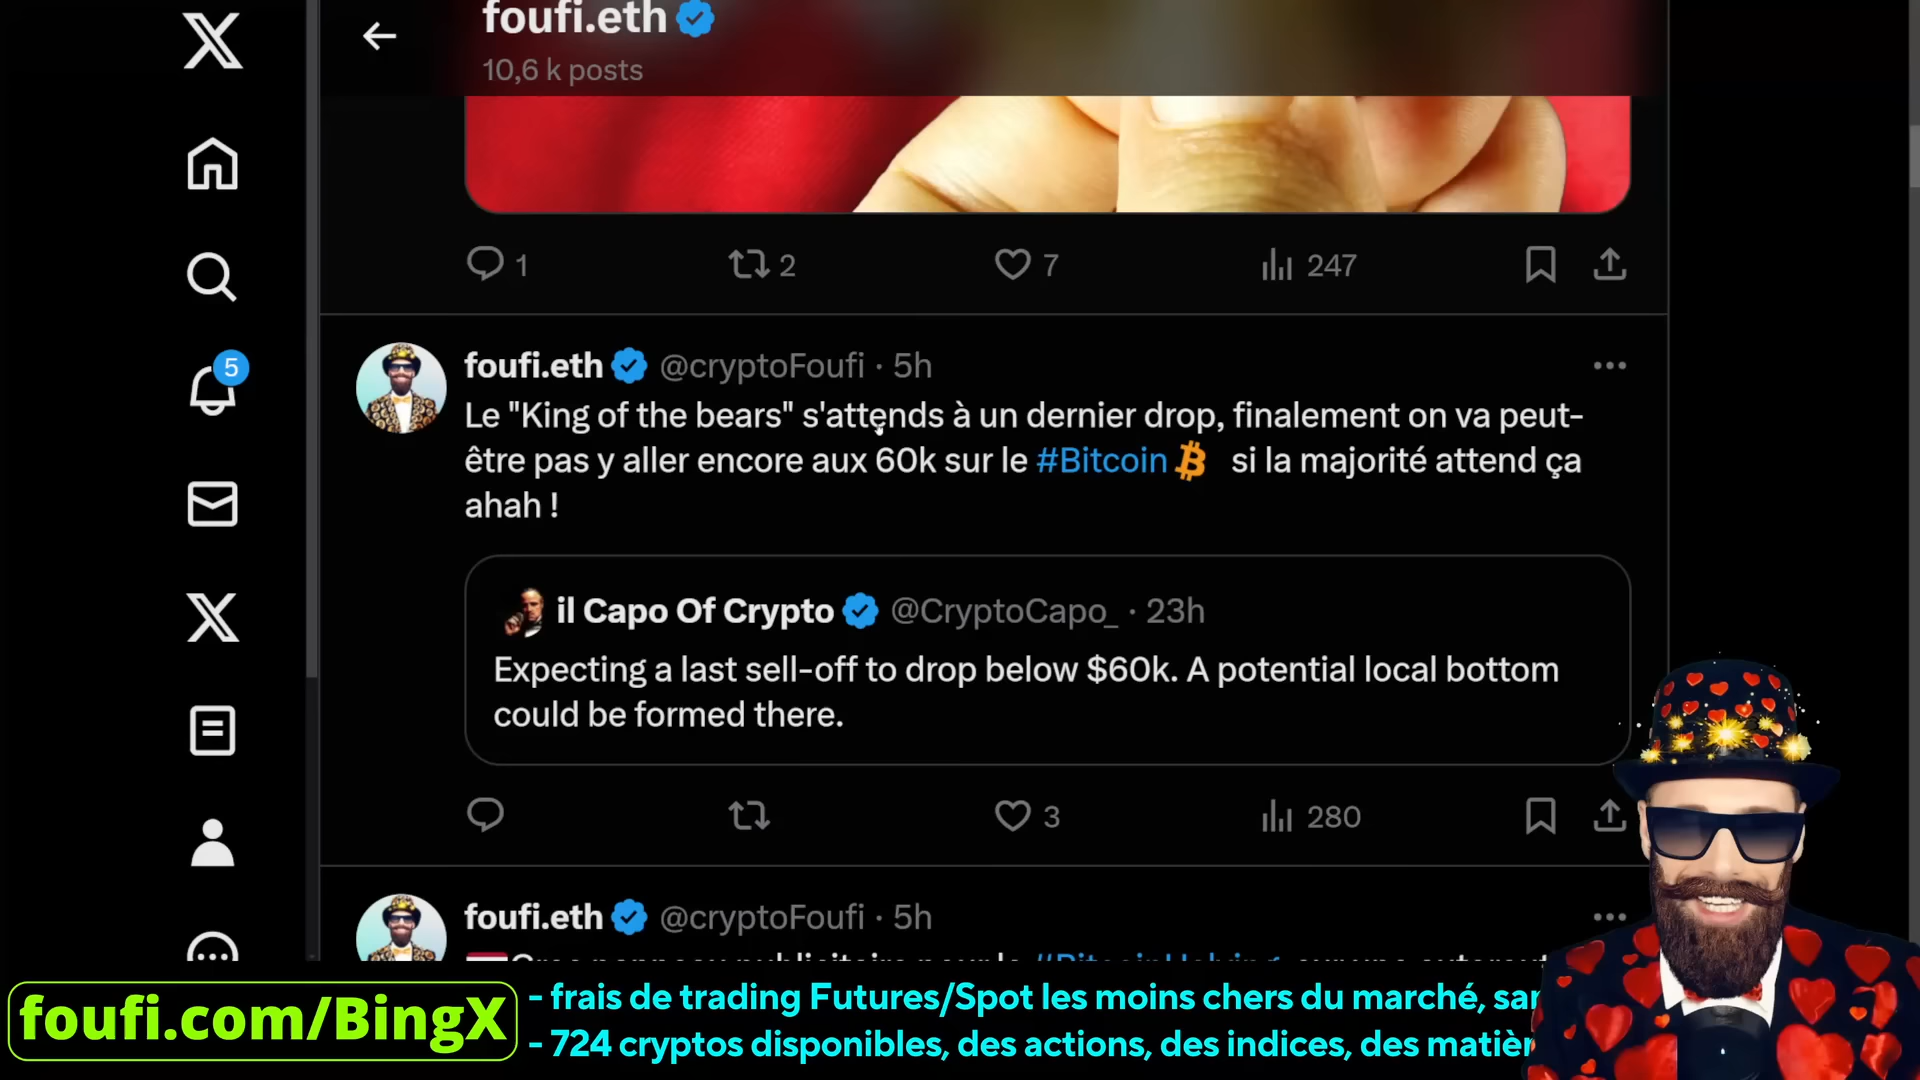 foufi.eth
10,6 k posts
1 2 7 247
5
foufi.eth @cryptoFoufi · 5h
Le "King of the bears" s'attends à un dernier drop, finalement on va peut-
être pas y aller encore aux 60k sur le #Bitcoin si la majorité attend ça
ahah !
il Capo Of Crypto @CryptoCapo_ · 23h
Expecting a last sell-off to drop below $60k. A potential local bottom
could be formed there.
3 280
foufi.eth @cryptoFoufi · 5h
foufi.com/BingX
- frais de trading Futures/Spot les moins chers du marché,
- 724 cryptos disponibles, des actions, des indices, des